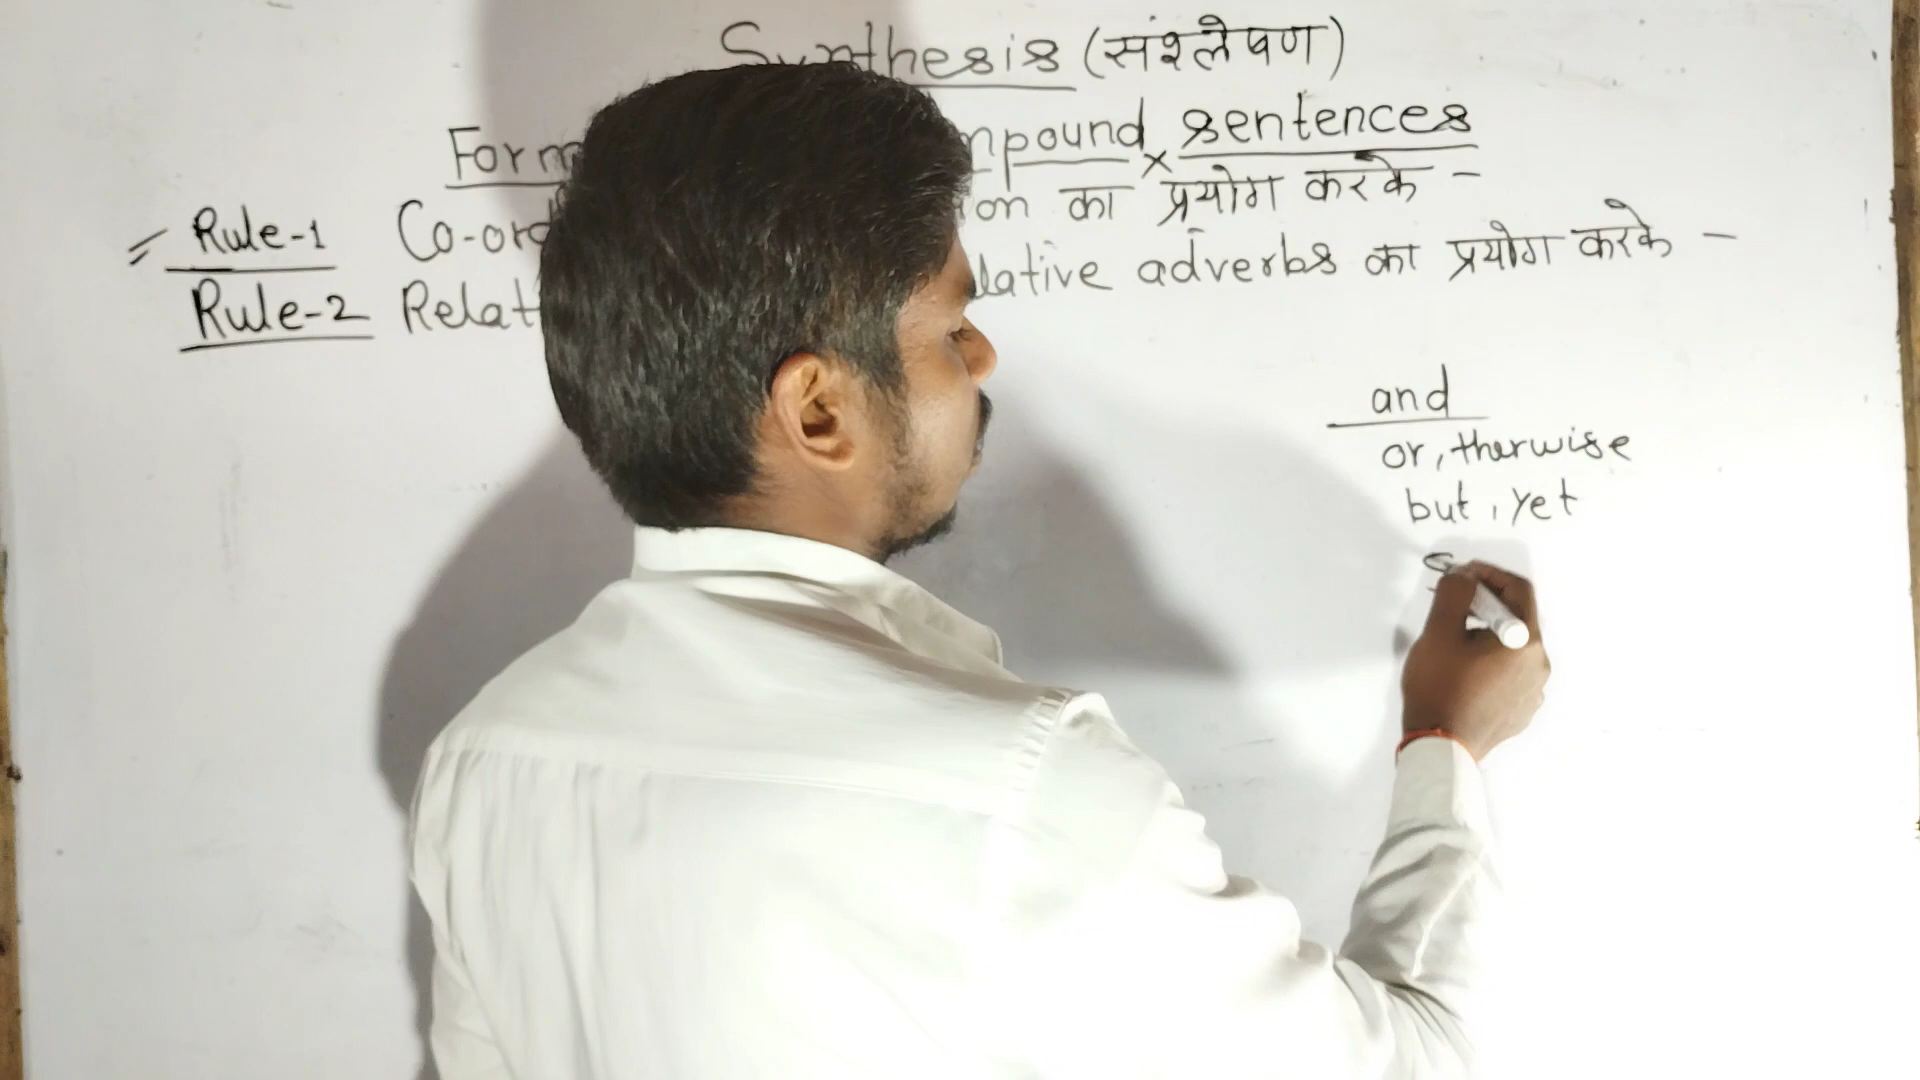 Synthesis (संश्लेषण)
Form mpound sentences
Rule-1 Co-ord on का प्रयोग करके -
Rule-2 Relat lative adverbs का प्रयोग करके -
and
or, therwise
but, yet
s